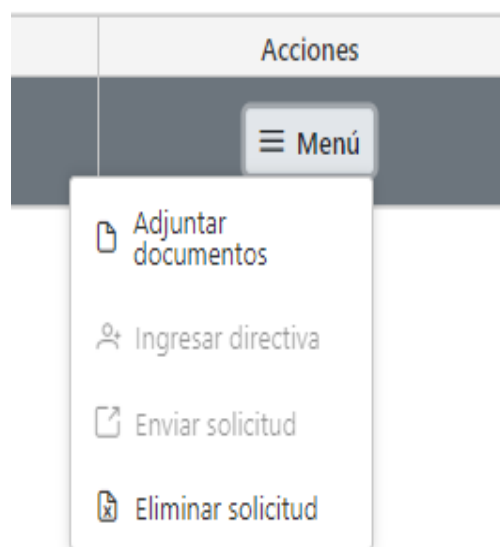 Acciones
Menú
Adjuntar
documentos
Ingresar directiva
Enviar solicitud
Eliminar solicitud